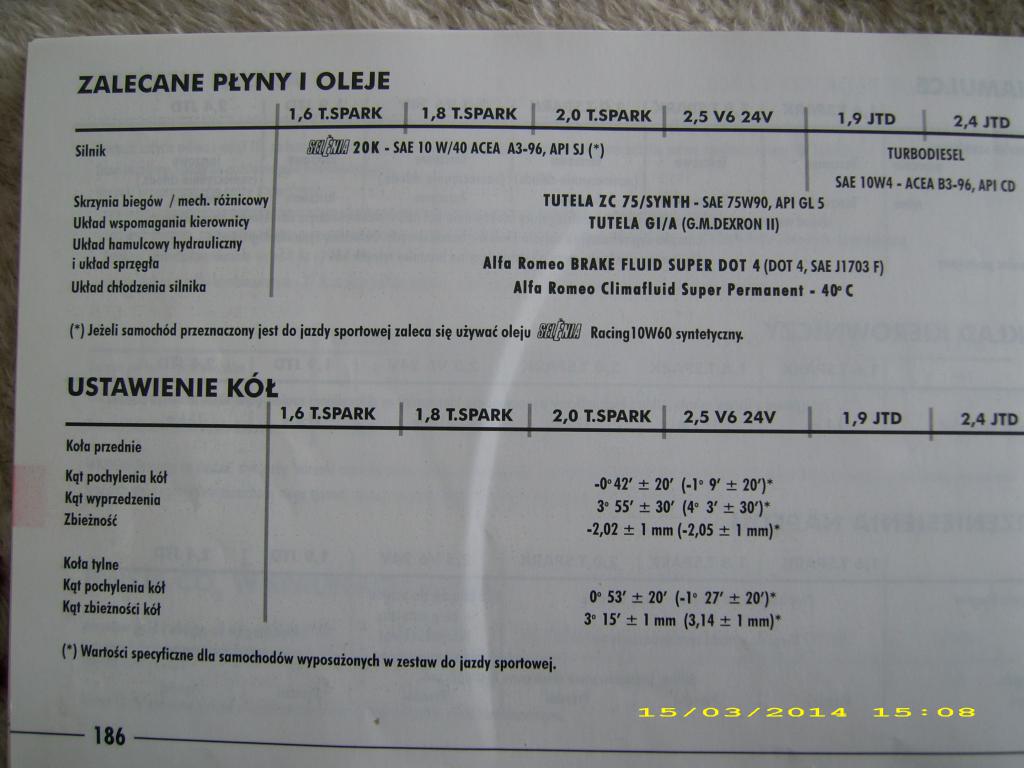 ZALECANE PŁYNY I OLEJE
1,6 T.SPARK 1,8 T.SPARK 2,0 T.SPARK 2,5 V6 24V 1,9 JTD 2,4 JTD
Silnik SELÈNIA 20K - SAE 10 W/40 ACEA A3-96, API SJ (*) TURBODIESEL
SAE 10W4 - ACEA B3-96, API CD
Skrzynia biegów / mech. różnicowy TUTELA ZC 75/SYNTH - SAE 75W90, API GL 5
Układ wspomagania kierownicy TUTELA GI/A (G.M.DEXRON II)
Układ hamulcowy hydrauliczny
i układ sprzęgła Alfa Romeo BRAKE FLUID SUPER DOT 4 (DOT 4, SAE J1703 F)
Układ chłodzenia silnika Alfa Romeo Climafluid Super Permanent - 40° C
(*) Jeżeli samochód przeznaczony jest do jazdy sportowej zaleca się używać oleju SELÈNIA Racing10W60 syntetyczny.
USTAWIENIE KÓŁ
1,6 T.SPARK 1,8 T.SPARK 2,0 T.SPARK 2,5 V6 24V 1,9 JTD 2,4 JTD
Koła przednie
Kąt pochylenia kół -0° 42’ ± 20’ (-1° 9’ ± 20’)*
Kąt wyprzedzenia 3° 55’ ± 30’ (4° 3’ ± 30’)*
Zbieżność -2,02 ± 1 mm (-2,05 ± 1 mm)*
Koła tylne
Kąt pochylenia kół 0° 53’ ± 20’ (-1° 27’ ± 20’)*
Kąt zbieżności kół 3° 15’ ± 1 mm (3,14 ± 1 mm)*
(*) Wartości specyficzne dla samochodów wyposażonych w zestaw do jazdy sportowej.
15/03/2014 15:08
186